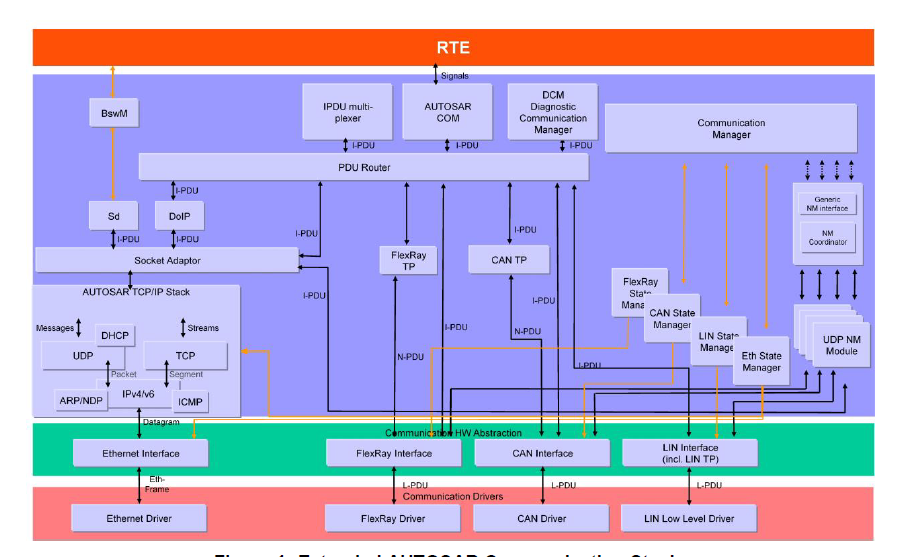 RTE
Signals
BswM
IPDU multi-
plexer
AUTOSAR
COM
DCM
Diagnostic
Communication
Manager
Communication
Manager
I-PDU
I-PDU
I-PDU
PDU Router
I-PDU
Generic
NM interface
Sd
DoIP
NM
Coordinator
I-PDU
I-PDU
I-PDU
I-PDU
I-PDU
Socket Adaptor
FlexRay
TP
CAN TP
I-PDU
AUTOSAR TCP/IP Stack
FlexRay
State
Manager
CAN State
Manager
LIN State
Manager
Eth State
Manager
UDP NM
Module
Messages
Streams
DHCP
UDP
TCP
I-PDU
I-PDU
N-PDU
N-PDU
I-PDU
Packet
Segment
IPv4/v6
ARP/NDP
ICMP
Datagram
Communication HW Abstraction
Ethernet Interface
FlexRay Interface
CAN Interface
LIN Interface
(incl. LIN TP)
Eth-
Frame
L-PDU
L-PDU
L-PDU
Communication Drivers
Ethernet Driver
FlexRay Driver
CAN Driver
LIN Low Level Driver